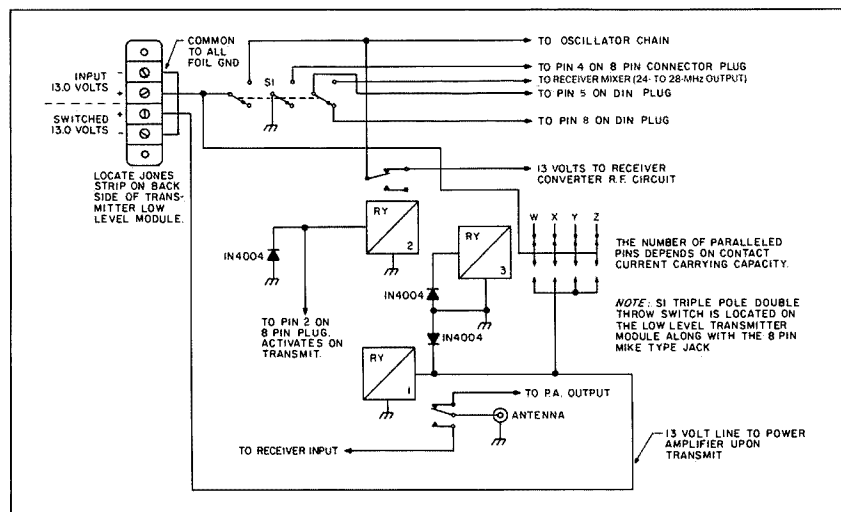 COMMON
TO ALL
FOIL GND
INPUT
13.0 VOLTS
-
+
SWITCHED
13.0 VOLTS
+
-
LOCATE JONES
STRIP ON BACK
SIDE OF TRANS-
MITTER LOW
LEVEL MODULE.
S1
TO OSCILLATOR CHAIN
TO PIN 4 ON 8 PIN CONNECTOR PLUG
TO RECEIVER MIXER (24- TO 28-MHz OUTPUT)
TO PIN 5 ON DIN PLUG
TO PIN 8 ON DIN PLUG
13 VOLTS TO RECEIVER
CONVERTER R.F. CIRCUIT
RY
2
1N4004
TO PIN 2 ON
8 PIN PLUG.
ACTIVATES ON
TRANSMIT.
RY
3
1N4004
1N4004
W X Y Z
THE NUMBER OF PARALLELED
PINS DEPENDS ON CONTACT
CURRENT CARRYING CAPACITY.
NOTE: S1 TRIPLE POLE DOUBLE
THROW SWITCH IS LOCATED ON
THE LOW LEVEL TRANSMITTER
MODULE ALONG WITH THE 8 PIN
MIKE TYPE JACK
RY
1
TO P.A. OUTPUT
ANTENNA
TO RECEIVER INPUT
13 VOLT LINE TO POWER
AMPLIFIER UPON
TRANSMIT